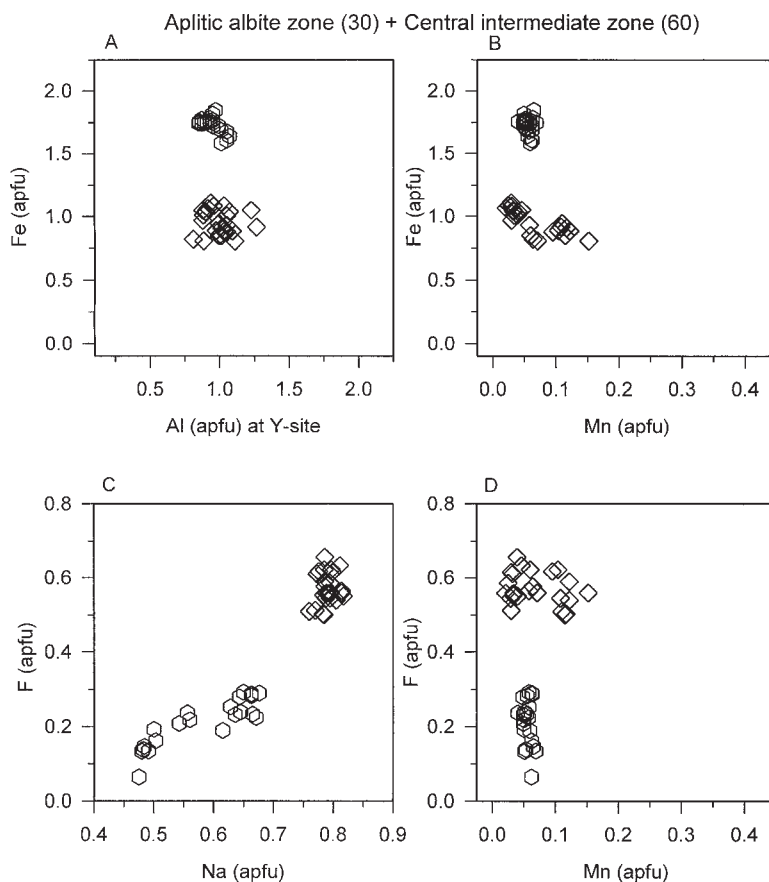 Aplitic albite zone (30) + Central intermediate zone (60)
A
B
2.0
1.5
1.0
0.5
0.0
Fe (apfu)
0.5 1.0 1.5 2.0
Al (apfu) at Y-site
2.0
1.5
1.0
0.5
0.0
Fe (apfu)
0.0 0.1 0.2 0.3 0.4
Mn (apfu)
C
D
0.8
0.6
0.4
0.2
0.0
F (apfu)
0.4 0.5 0.6 0.7 0.8 0.9
Na (apfu)
0.8
0.6
0.4
0.2
0.0
F (apfu)
0.0 0.1 0.2 0.3 0.4
Mn (apfu)